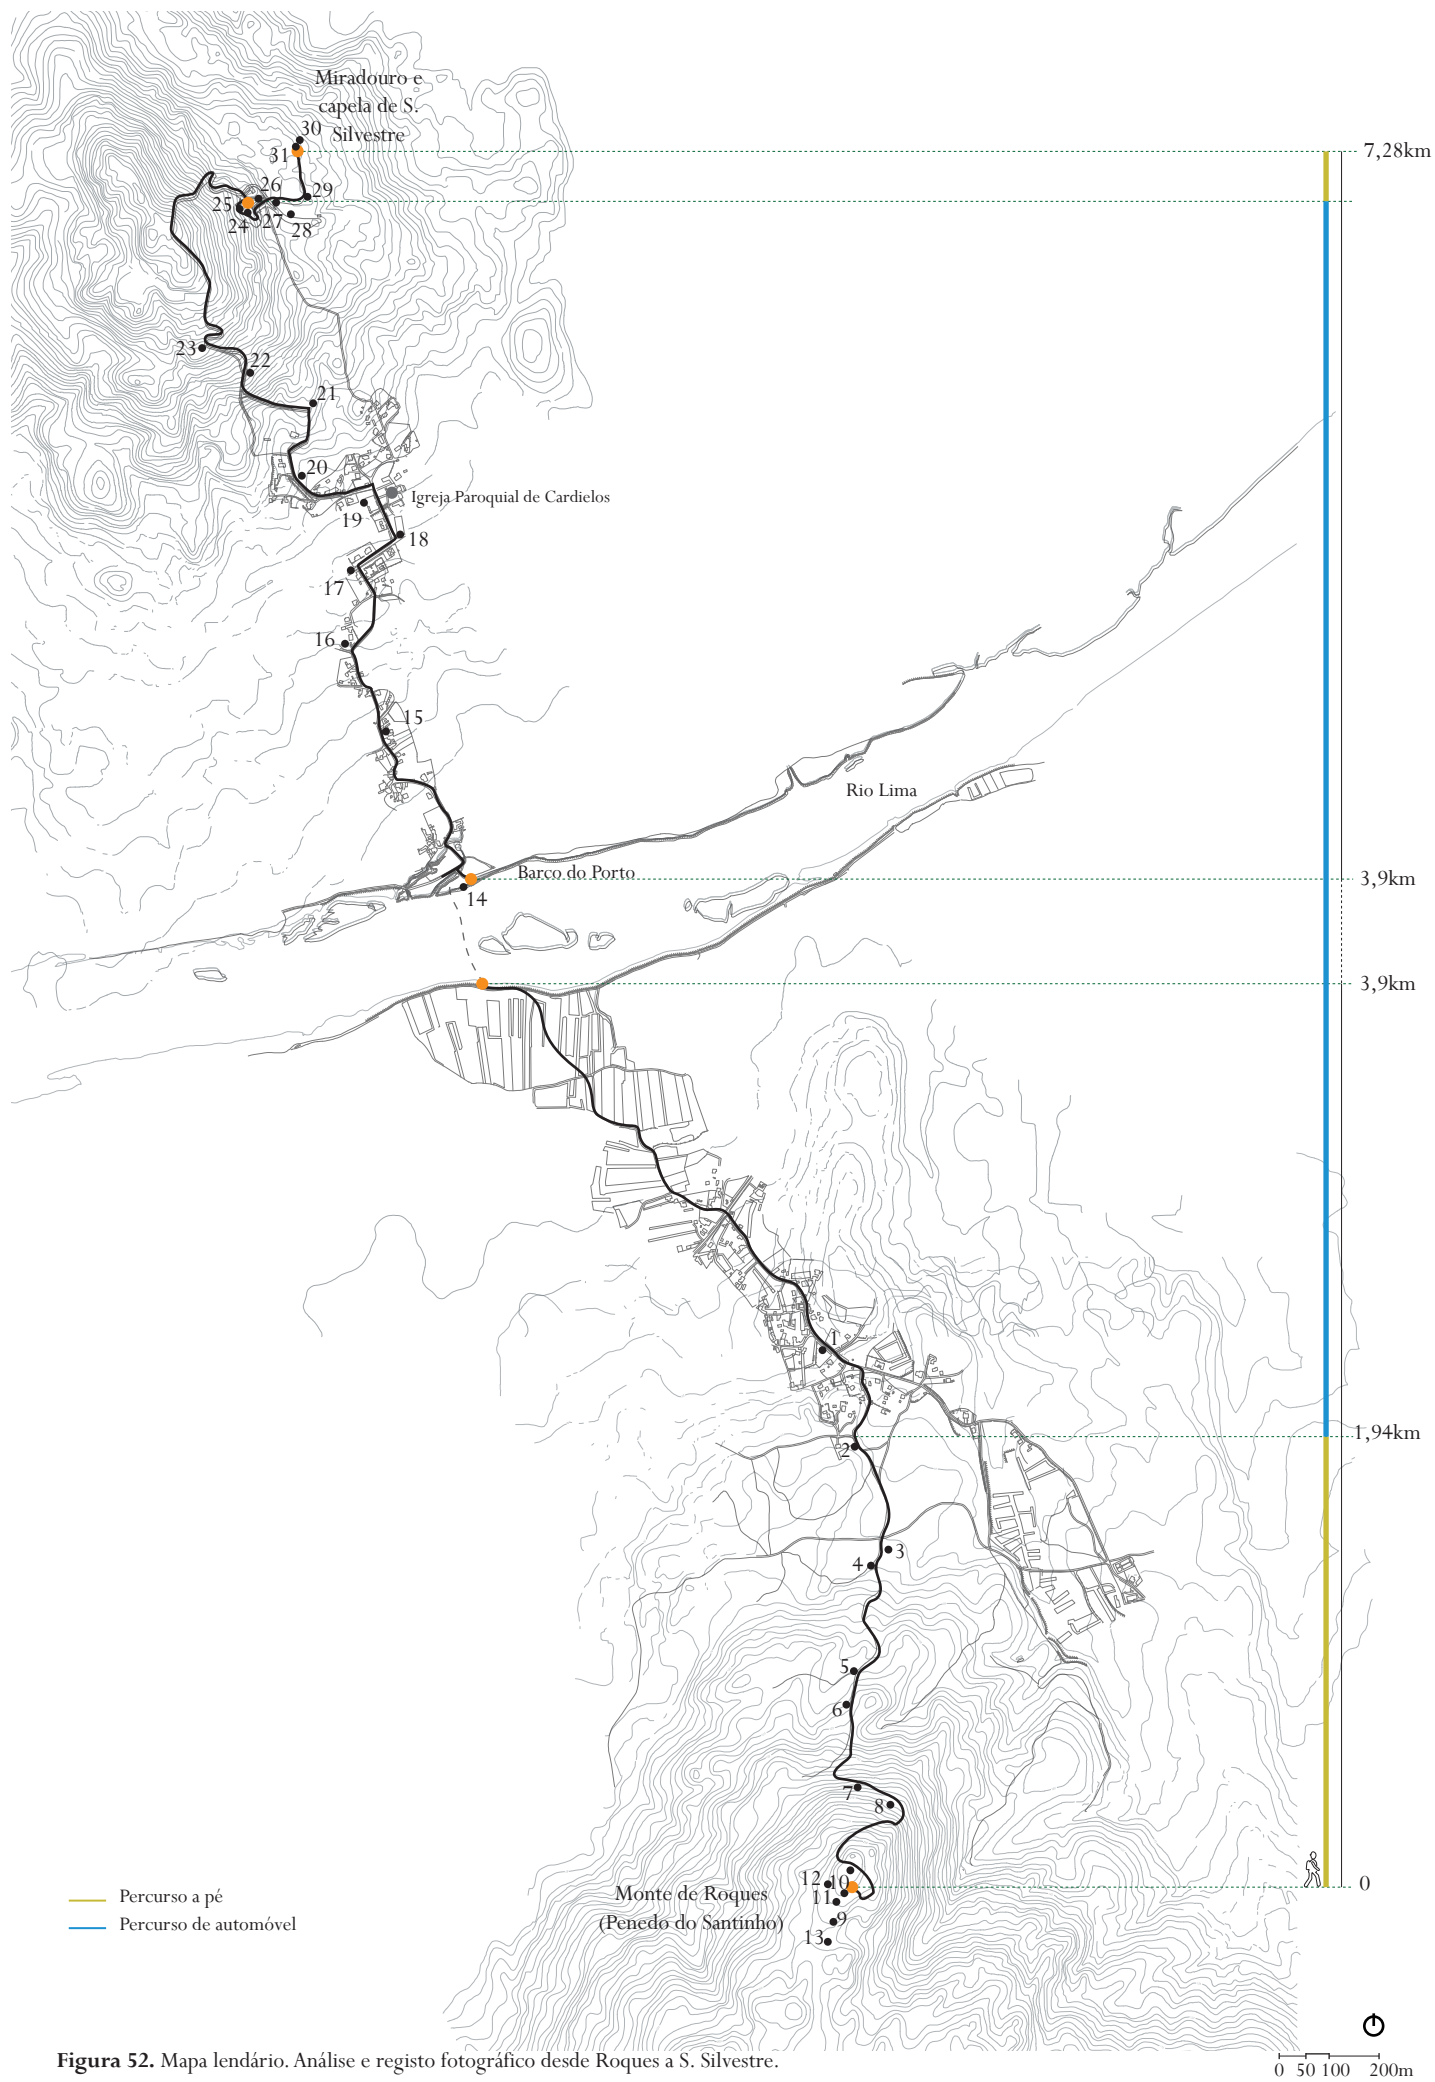 Miradouro e
capela de S.
Silvestre
30
31
7,28km
26
29
25
24
27
28
23
22
21
20
Igreja Paroquial de Cardielos
19
18
17
16
15
Rio Lima
Barco do Porto
3,9km
14
3,9km
1
1,94km
2
3
4
5
6
7
8
12
10
0
11
Monte de Roques
(Penedo do Santinho)
9
13
Percurso a pé
Percurso de automóvel
Figura 52. Mapa lendário. Análise e registo fotográfico desde Roques a S. Silvestre.
0 50 100 200m